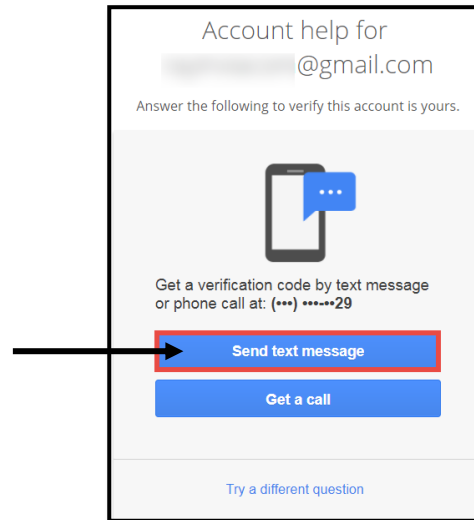 Account help for
@gmail.com
Answer the following to verify this account is yours.
Get a verification code by text message
or phone call at: (•••) •••-••29
Send text message
Get a call
Try a different question